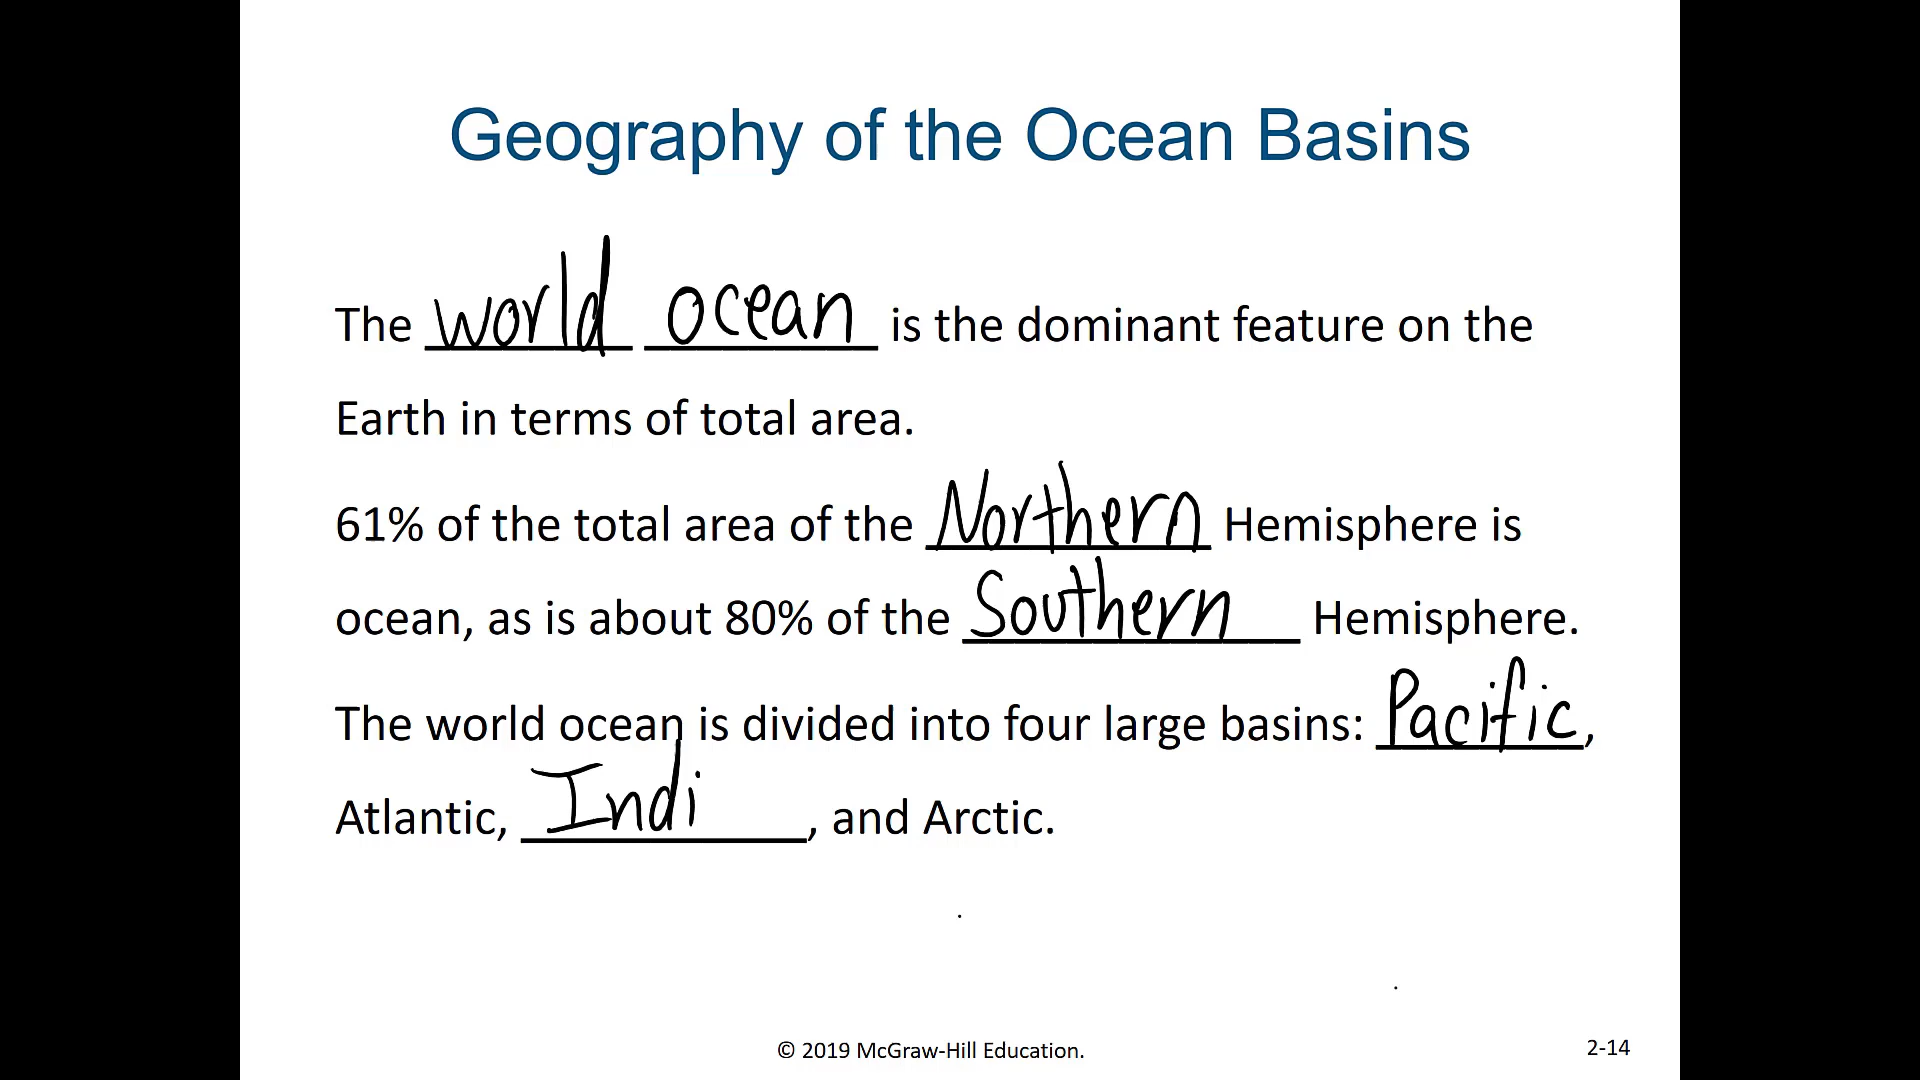 Geography of the Ocean Basins
The world ocean is the dominant feature on the
Earth in terms of total area.
61% of the total area of the Northern Hemisphere is
ocean, as is about 80% of the Southern Hemisphere.
The world ocean is divided into four large basins: Pacific,
Atlantic, Indi, and Arctic.
© 2019 McGraw-Hill Education.
2-14